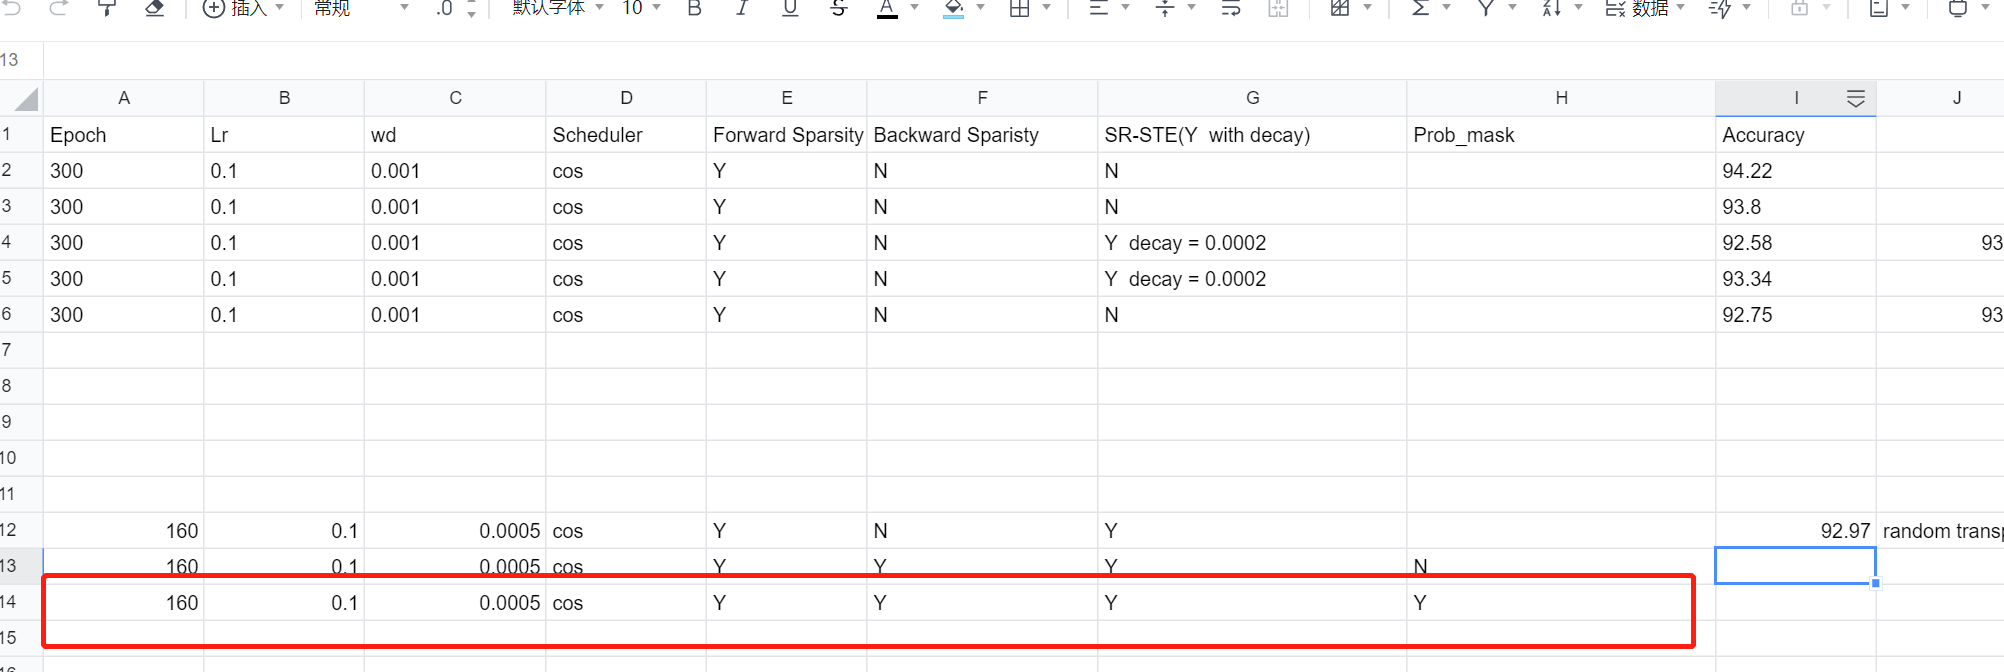 插入 常规 .0 默认字体 10 B I U S A Σ 数据
13
A B C D E F G H I J
1 Epoch Lr wd Scheduler Forward Sparsity Backward Sparisty SR-STE(Y with decay) Prob_mask Accuracy
2 300 0.1 0.001 cos Y N N 94.22
3 300 0.1 0.001 cos Y N N 93.8
4 300 0.1 0.001 cos Y N Y decay = 0.0002 92.58 93
5 300 0.1 0.001 cos Y N Y decay = 0.0002 93.34
6 300 0.1 0.001 cos Y N N 92.75 93
7
8
9
10
11
12 160 0.1 0.0005 cos Y N Y 92.97 random transp
13 160 0.1 0.0005 cos Y Y Y N
14 160 0.1 0.0005 cos Y Y Y Y
15